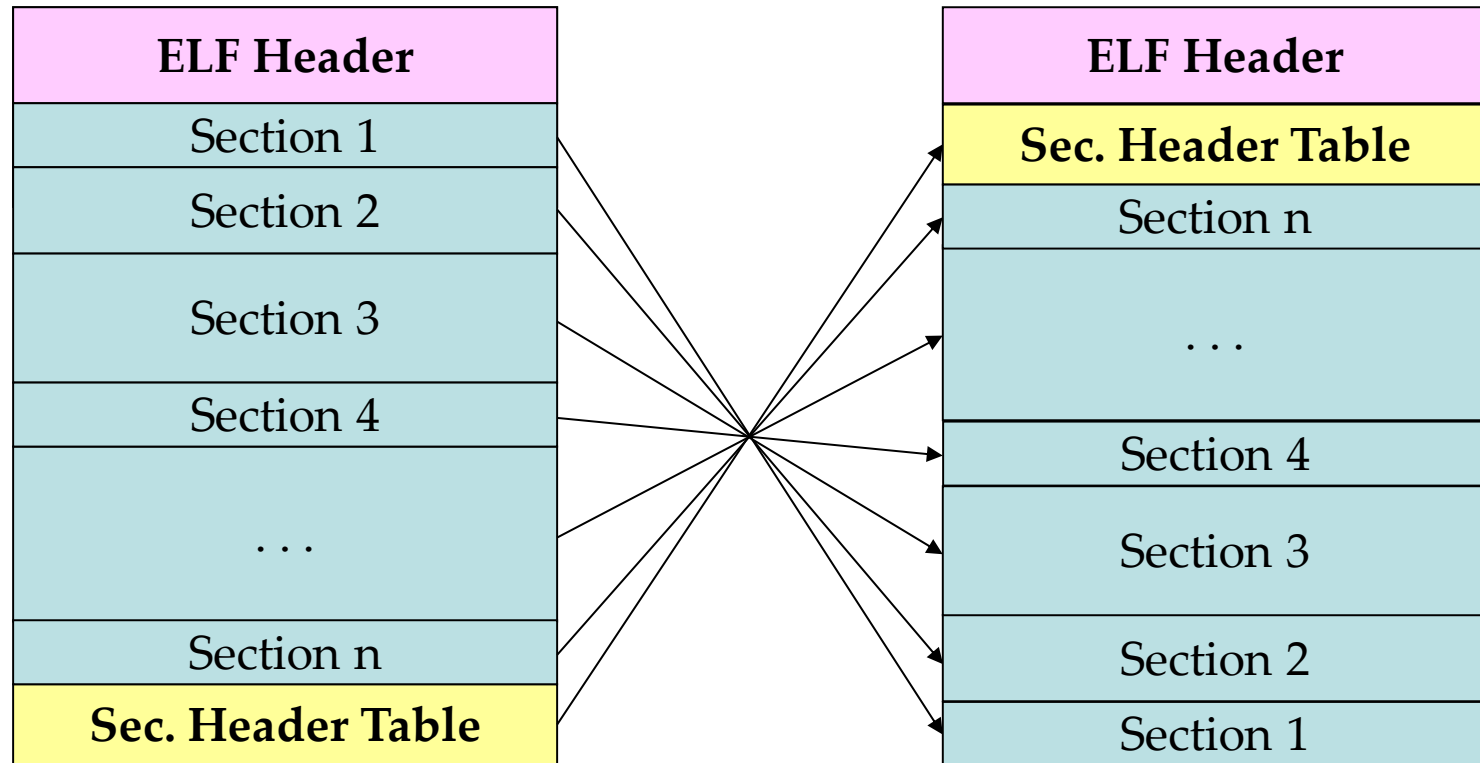 ELF Header
Section 1
Section 2
Section 3
Section 4
. . .
Section n
Sec. Header Table
ELF Header
Sec. Header Table
Section n
. . .
Section 4
Section 3
Section 2
Section 1